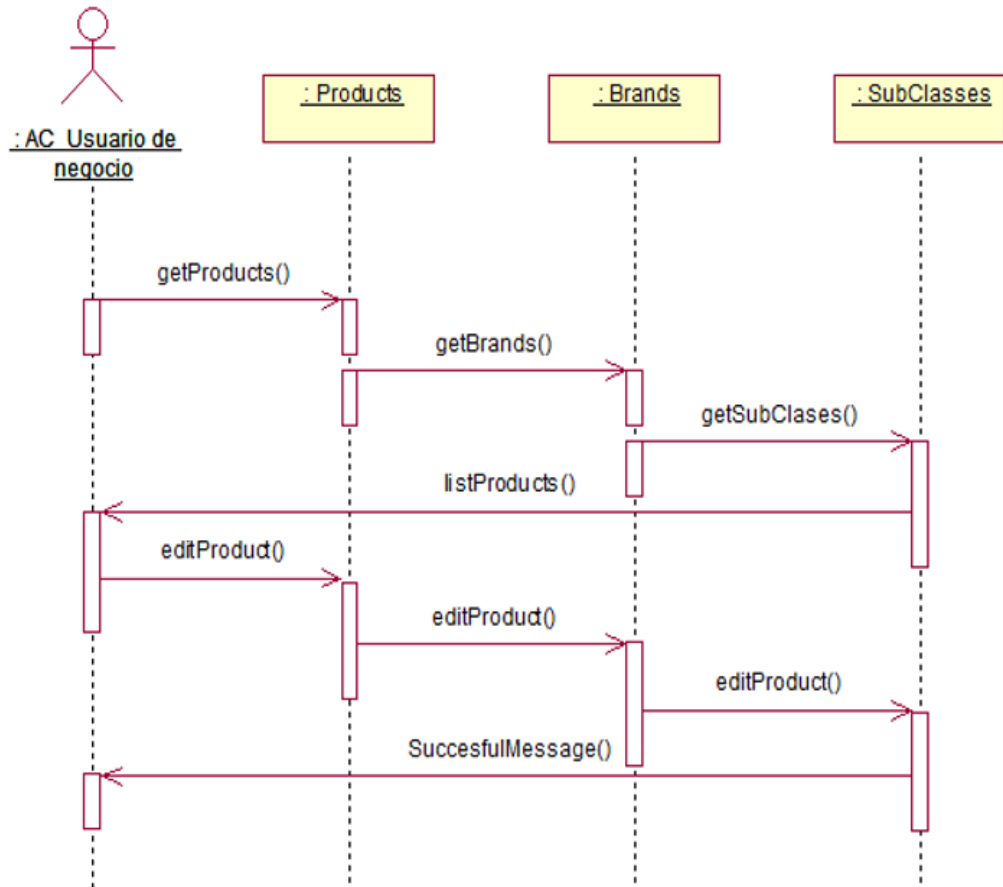 : Products
: Brands
: SubClasses
: AC_Usuario de
negocio
getProducts()
getBrands()
getSubClases()
listProducts()
editProduct()
editProduct()
editProduct()
SuccesfulMessage()